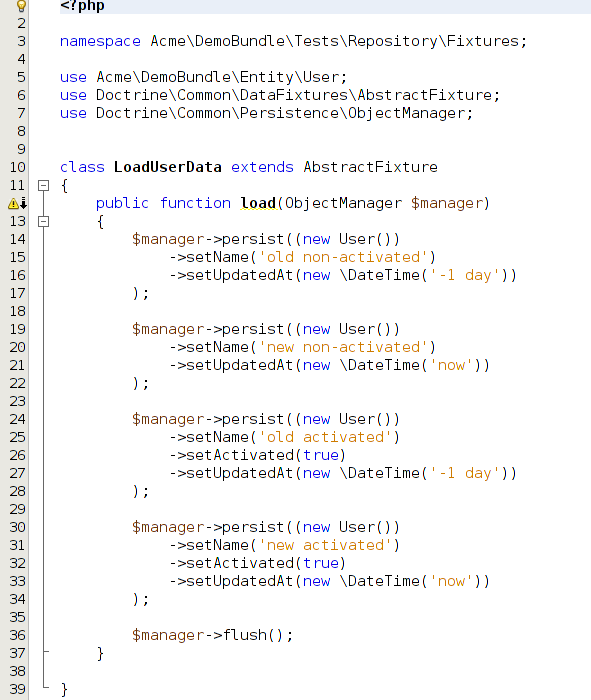 <?php
2
3 namespace Acme\DemoBundle\Tests\Repository\Fixtures;
4
5 use Acme\DemoBundle\Entity\User;
6 use Doctrine\Common\DataFixtures\AbstractFixture;
7 use Doctrine\Common\Persistence\ObjectManager;
8
9
10 class LoadUserData extends AbstractFixture
11 {
public function load(ObjectManager $manager)
13 {
14 $manager->persist((new User())
15 ->setName('old non-activated')
16 ->setUpdatedAt(new \DateTime('-1 day'))
17 );
18
19 $manager->persist((new User())
20 ->setName('new non-activated')
21 ->setUpdatedAt(new \DateTime('now'))
22 );
23
24 $manager->persist((new User())
25 ->setName('old activated')
26 ->setActivated(true)
27 ->setUpdatedAt(new \DateTime('-1 day'))
28 );
29
30 $manager->persist((new User())
31 ->setName('new activated')
32 ->setActivated(true)
33 ->setUpdatedAt(new \DateTime('now'))
34 );
35
36 $manager->flush();
37 }
38
39 }